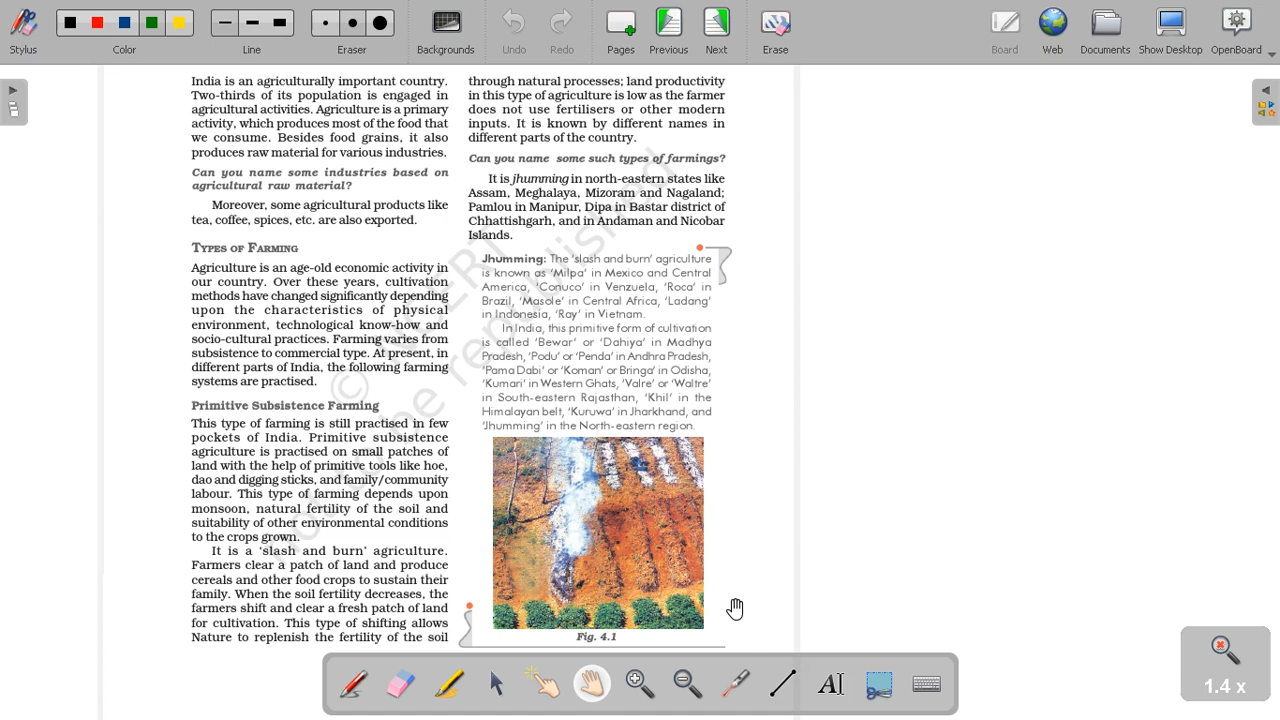 Stylus
Color
Line
Eraser
Backgrounds
Undo
Redo
Pages
Previous
Next
Erase
Board
Web
Documents
Show Desktop
OpenBoard
India is an agriculturally important country.
Two-thirds of its population is engaged in
agricultural activities. Agriculture is a primary
activity, which produces most of the food that
we consume. Besides food grains, it also
produces raw material for various industries.
Can you name some industries based on
agricultural raw material?
Moreover, some agricultural products like
tea, coffee, spices, etc. are also exported.
TYPES OF FARMING
Agriculture is an age-old economic activity in
our country. Over these years, cultivation
methods have changed significantly depending
upon the characteristics of physical
environment, technological know-how and
socio-cultural practices. Farming varies from
subsistence to commercial type. At present, in
different parts of India, the following farming
systems are practised.
Primitive Subsistence Farming
This type of farming is still practised in few
pockets of India. Primitive subsistence
agriculture is practised on small patches of
land with the help of primitive tools like hoe,
dao and digging sticks, and family/community
labour. This type of farming depends upon
monsoon, natural fertility of the soil and
suitability of other environmental conditions
to the crops grown.
It is a ‘slash and burn’ agriculture.
Farmers clear a patch of land and produce
cereals and other food crops to sustain their
family. When the soil fertility decreases, the
farmers shift and clear a fresh patch of land
for cultivation. This type of shifting allows
Nature to replenish the fertility of the soil
through natural processes; land productivity
in this type of agriculture is low as the farmer
does not use fertilisers or other modern
inputs. It is known by different names in
different parts of the country.
Can you name some such types of farmings?
It is jhumming in north-eastern states like
Assam, Meghalaya, Mizoram and Nagaland;
Pamlou in Manipur, Dipa in Bastar district of
Chhattishgarh, and in Andaman and Nicobar
Islands.
Jhumming: The ‘slash and burn’ agriculture
is known as ‘Milpa’ in Mexico and Central
America, ‘Conuco’ in Venzuela, ‘Roca’ in
Brazil, ‘Masole’ in Central Africa, ‘Ladang’
in Indonesia, ‘Ray’ in Vietnam.
In India, this primitive form of cultivation
is called ‘Bewar’ or ‘Dahiya’ in Madhya
Pradesh, ‘Podu’ or ‘Penda’ in Andhra Pradesh,
‘Pama Dabi’ or ‘Koman’ or Bringa’ in Odisha,
‘Kumari’ in Western Ghats, ‘Valre’ or ‘Waltre’
in South-eastern Rajasthan, ‘Khil’ in the
Himalayan belt, ‘Kuruwa’ in Jharkhand, and
‘Jhumming’ in the North-eastern region.
Fig. 4.1
© NCERT
not to be republished
1.4 x